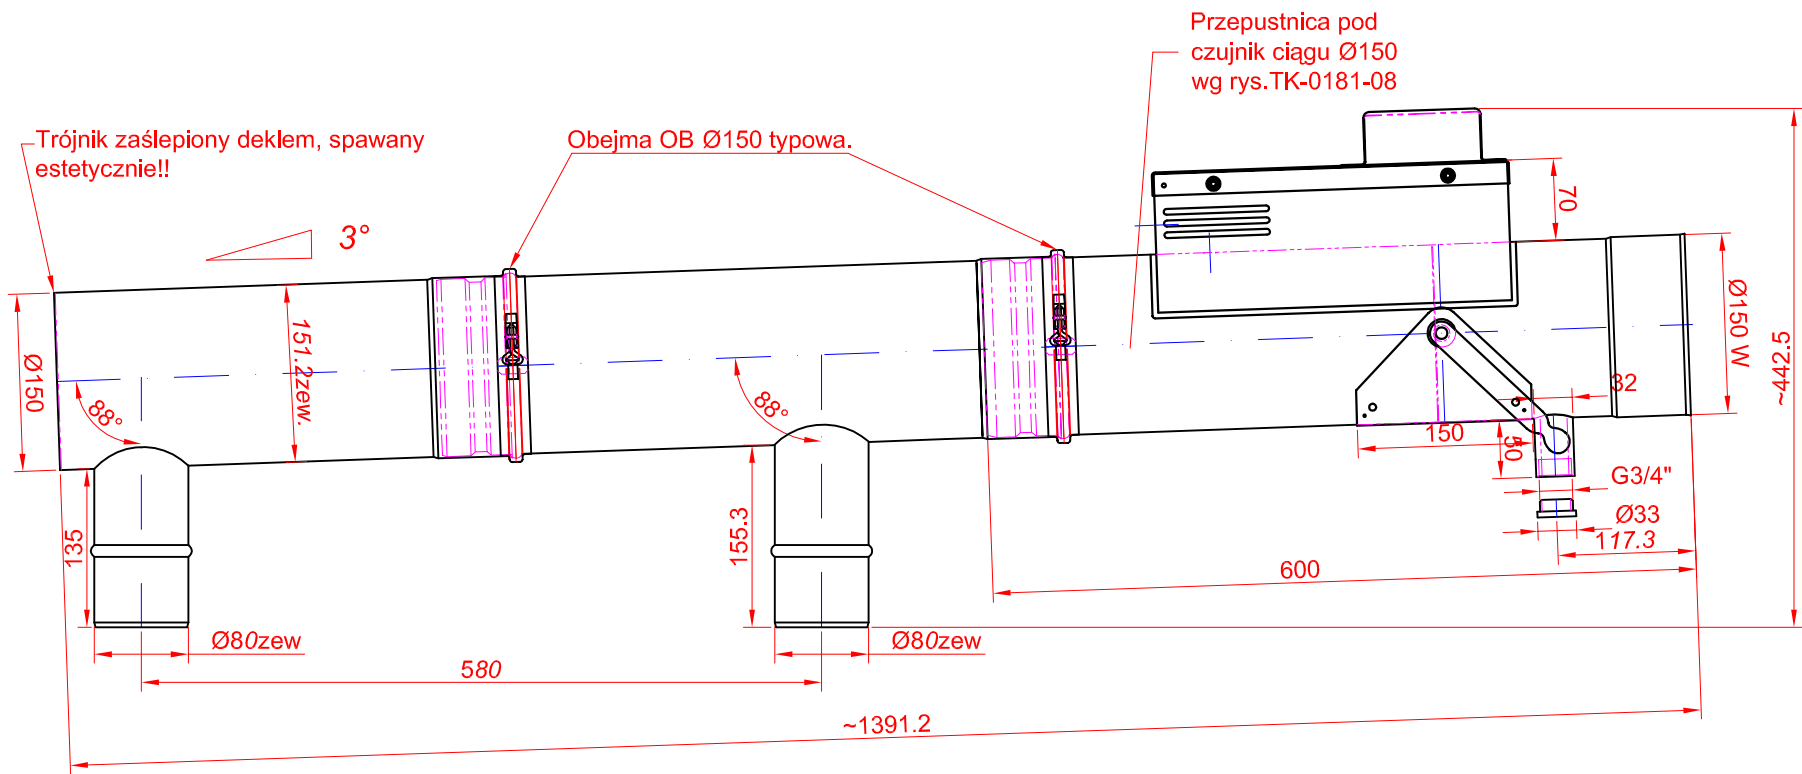 Przepustnica pod
czujnik ciągu Ø150
wg rys.TK-0181-08
Trójnik zaślepiony deklem, spawany
estetycznie!!
Obejma OB Ø150 typowa.
3°
70
Ø150
151.2zew.
88°
88°
Ø150 W
~442.5
32
150
50
G3/4"
Ø33
117.3
135
155.3
600
Ø80zew
Ø80zew
580
~1391.2